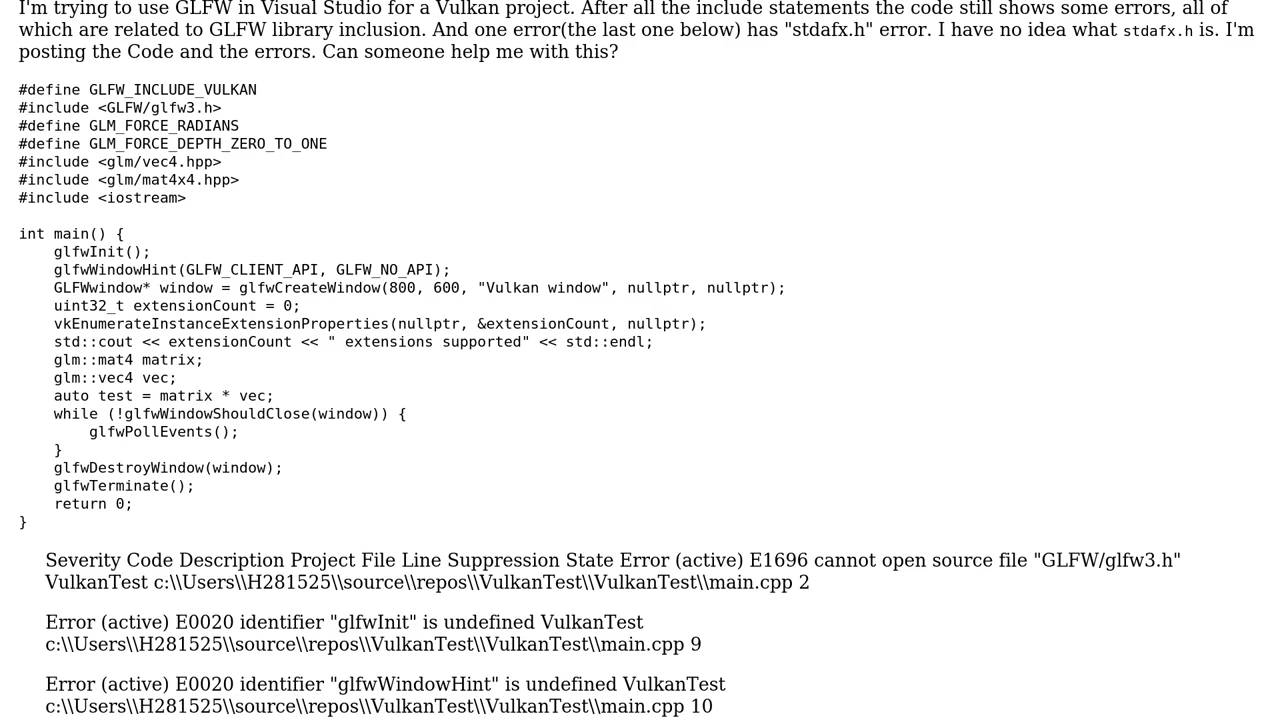 I'm trying to use GLFW in Visual Studio for a Vulkan project. After all the include statements the code still shows some errors, all of
which are related to GLFW library inclusion. And one error(the last one below) has "stdafx.h" error. I have no idea what stdafx.h is. I'm
posting the Code and the errors. Can someone help me with this?
#define GLFW_INCLUDE_VULKAN
#include <GLFW/glfw3.h>
#define GLM_FORCE_RADIANS
#define GLM_FORCE_DEPTH_ZERO_TO_ONE
#include <glm/vec4.hpp>
#include <glm/mat4x4.hpp>
#include <iostream>

int main() {
    glfwInit();
    glfwWindowHint(GLFW_CLIENT_API, GLFW_NO_API);
    GLFWwindow* window = glfwCreateWindow(800, 600, "Vulkan window", nullptr, nullptr);
    uint32_t extensionCount = 0;
    vkEnumerateInstanceExtensionProperties(nullptr, &extensionCount, nullptr);
    std::cout << extensionCount << " extensions supported" << std::endl;
    glm::mat4 matrix;
    glm::vec4 vec;
    auto test = matrix * vec;
    while (!glfwWindowShouldClose(window)) {
        glfwPollEvents();
    }
    glfwDestroyWindow(window);
    glfwTerminate();
    return 0;
}
Severity Code Description Project File Line Suppression State Error (active) E1696 cannot open source file "GLFW/glfw3.h"
VulkanTest c:\\Users\\H281525\\source\\repos\\VulkanTest\\VulkanTest\\main.cpp 2
Error (active) E0020 identifier "glfwInit" is undefined VulkanTest
c:\\Users\\H281525\\source\\repos\\VulkanTest\\VulkanTest\\main.cpp 9
Error (active) E0020 identifier "glfwWindowHint" is undefined VulkanTest
c:\\Users\\H281525\\source\\repos\\VulkanTest\\VulkanTest\\main.cpp 10